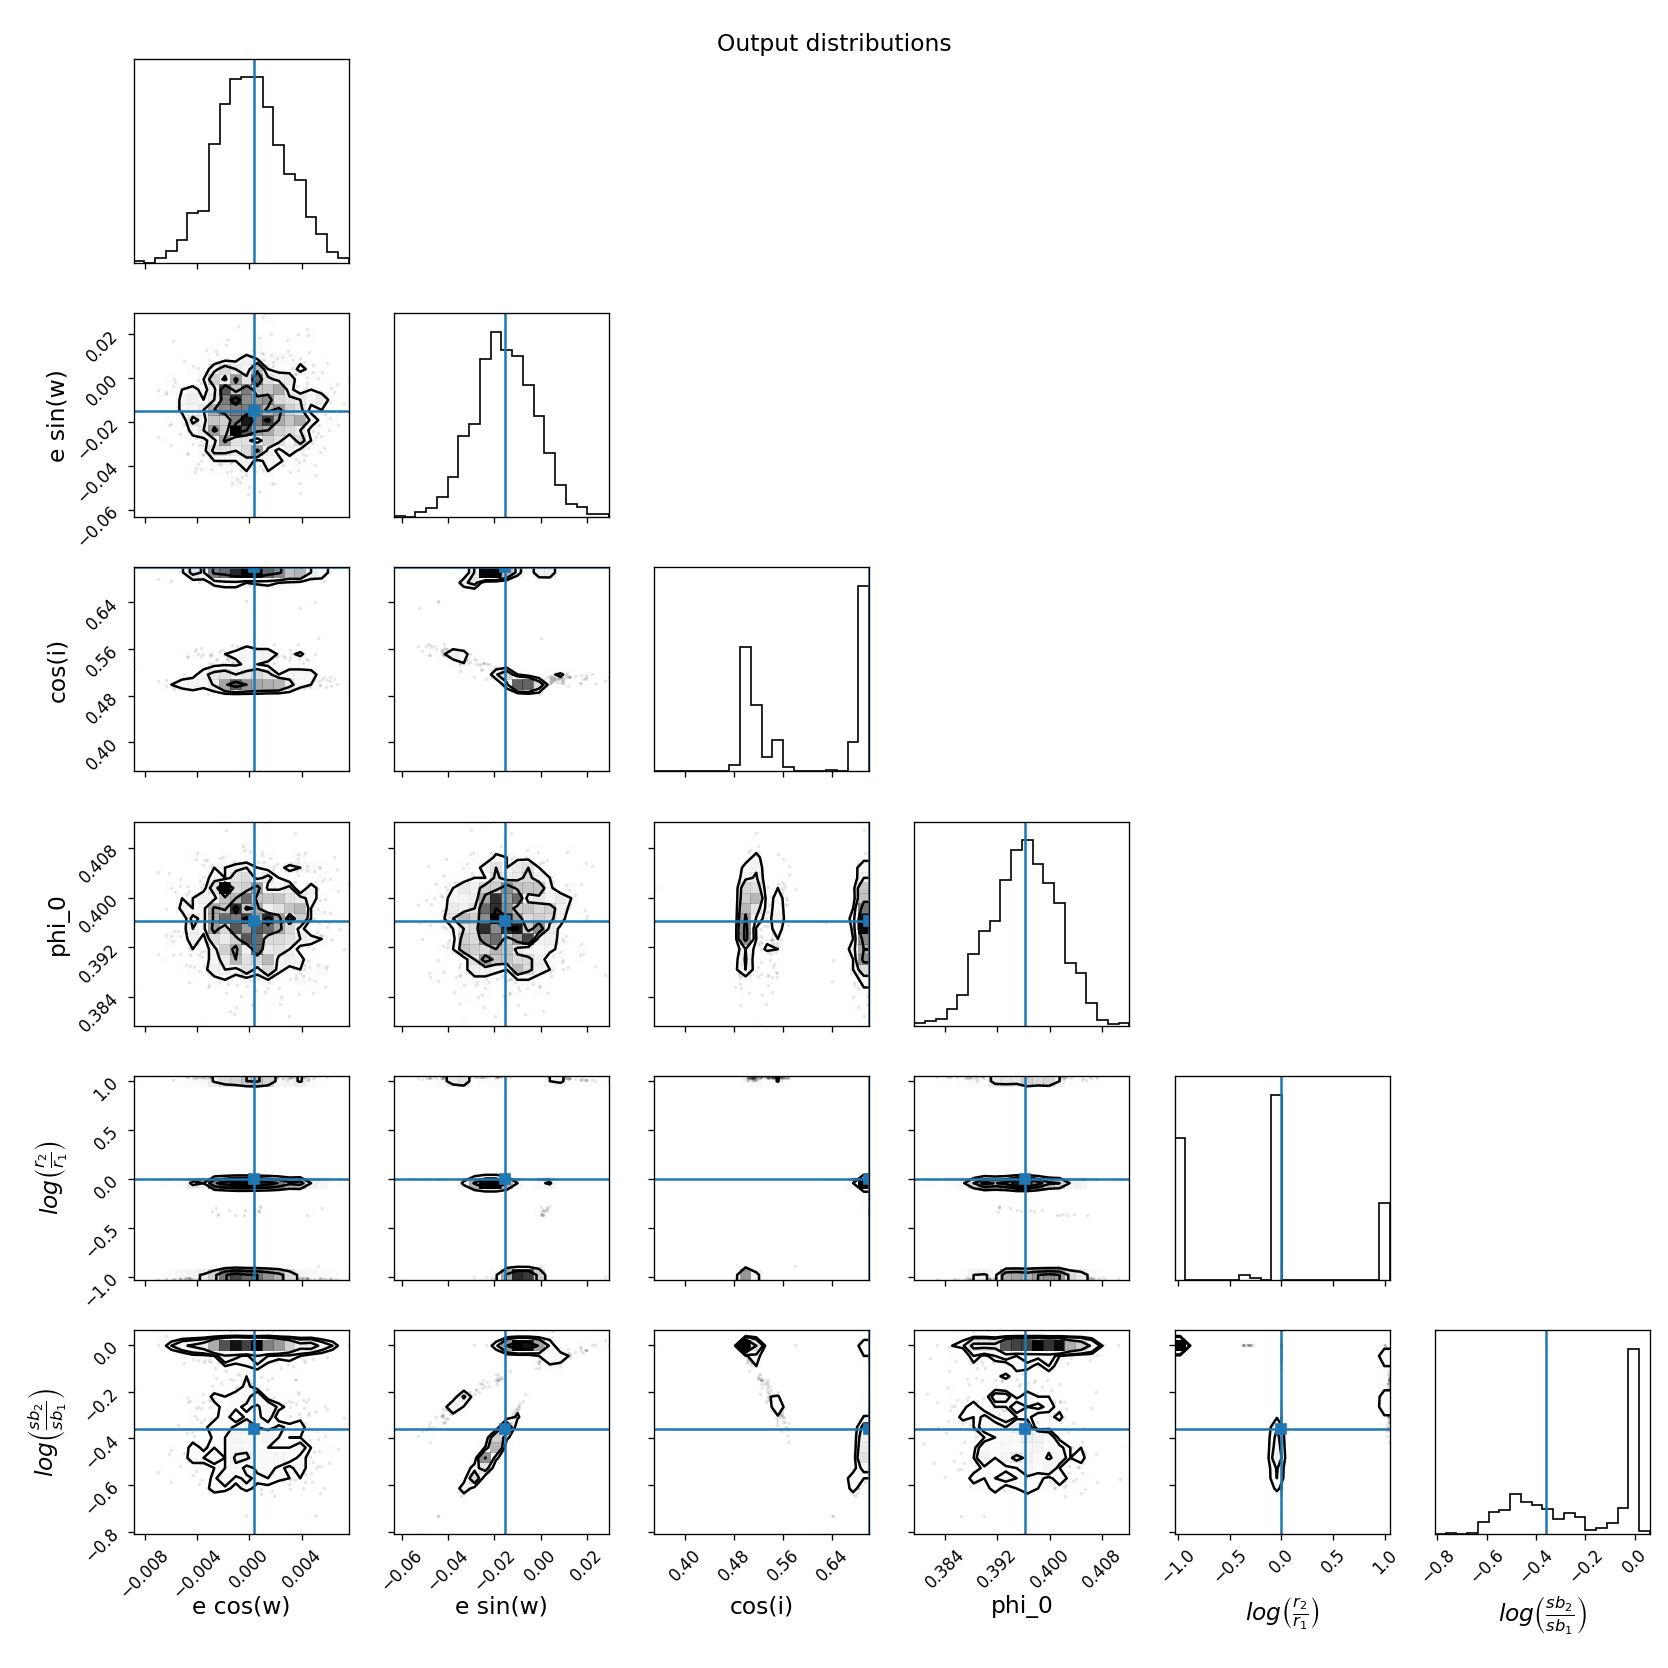 Output distributions
e sin(w)
0.02
0.00
−0.02
−0.04
−0.06
cos(i)
0.64
0.56
0.48
0.40
phi_0
0.408
0.400
0.392
0.384
log(r₂/r₁)
1.0
0.5
0.0
−0.5
−1.0
log(sb₂/sb₁)
0.0
−0.2
−0.4
−0.6
−0.8
−0.008 −0.004 0.000 0.004
−0.06 −0.04 −0.02 0.00 0.02
0.40 0.48 0.56 0.64
0.384 0.392 0.400 0.408
−1.0 −0.5 0.0 0.5 1.0
−0.8 −0.6 −0.4 −0.2 0.0
e cos(w) e sin(w) cos(i) phi_0 log(r₂/r₁) log(sb₂/sb₁)